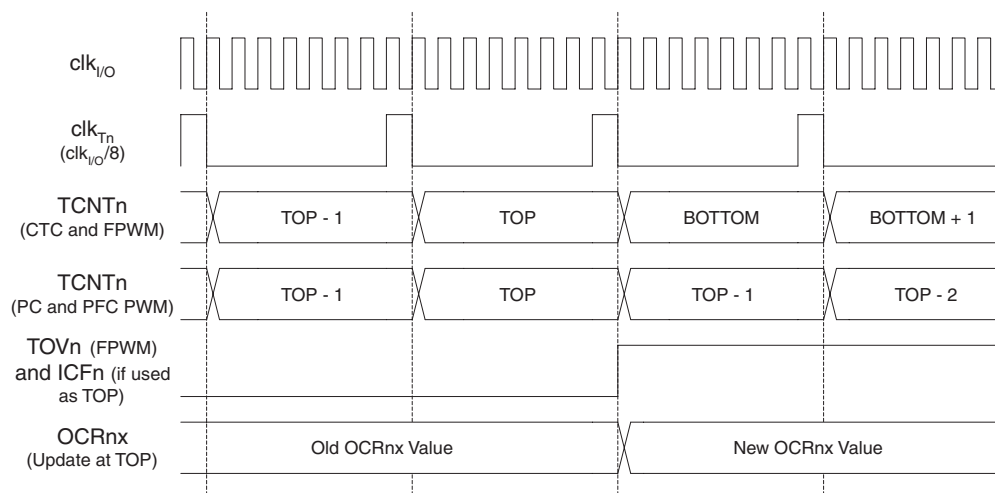 clkI/O
clkTn
(clkI/O/8)
TCNTn
(CTC and FPWM)
TOP - 1
TOP
BOTTOM
BOTTOM + 1
TCNTn
(PC and PFC PWM)
TOP - 1
TOP
TOP - 1
TOP - 2
TOVn (FPWM)
and ICFn (if used
as TOP)
OCRnx
(Update at TOP)
Old OCRnx Value
New OCRnx Value